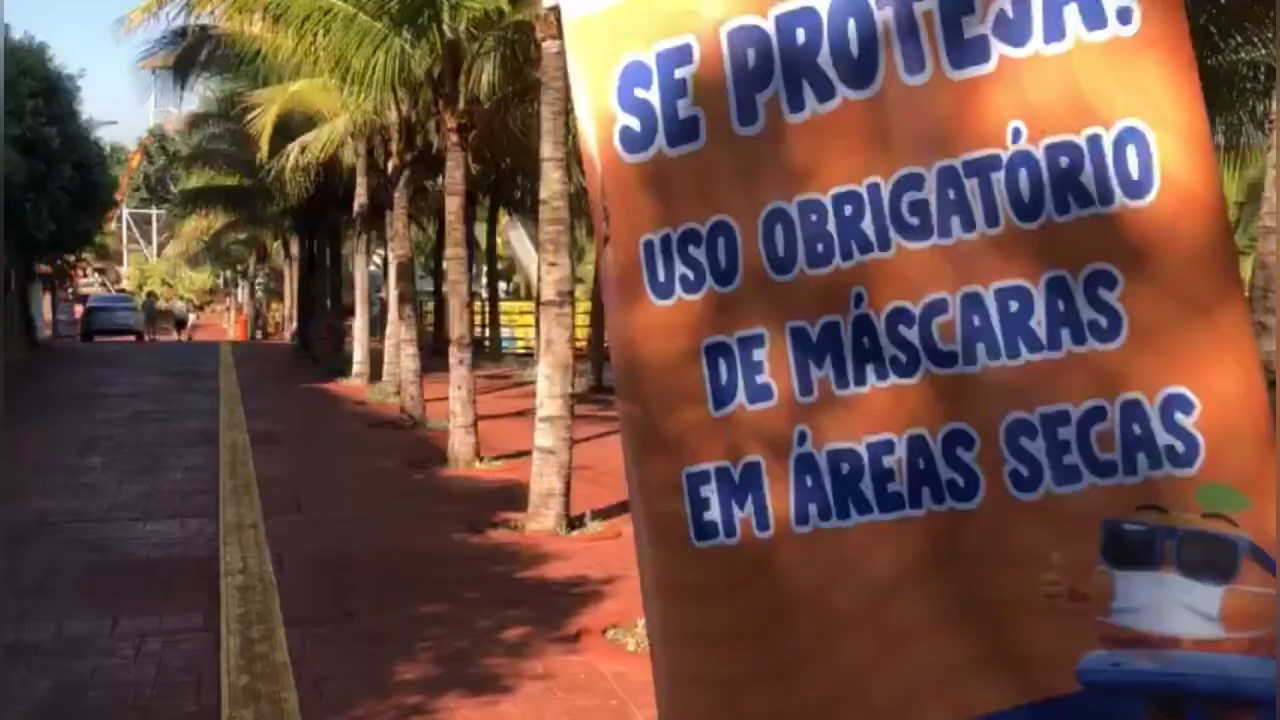 SE PROTEJA!
USO OBRIGATÓRIO
DE MÁSCARAS
EM ÁREAS SECAS